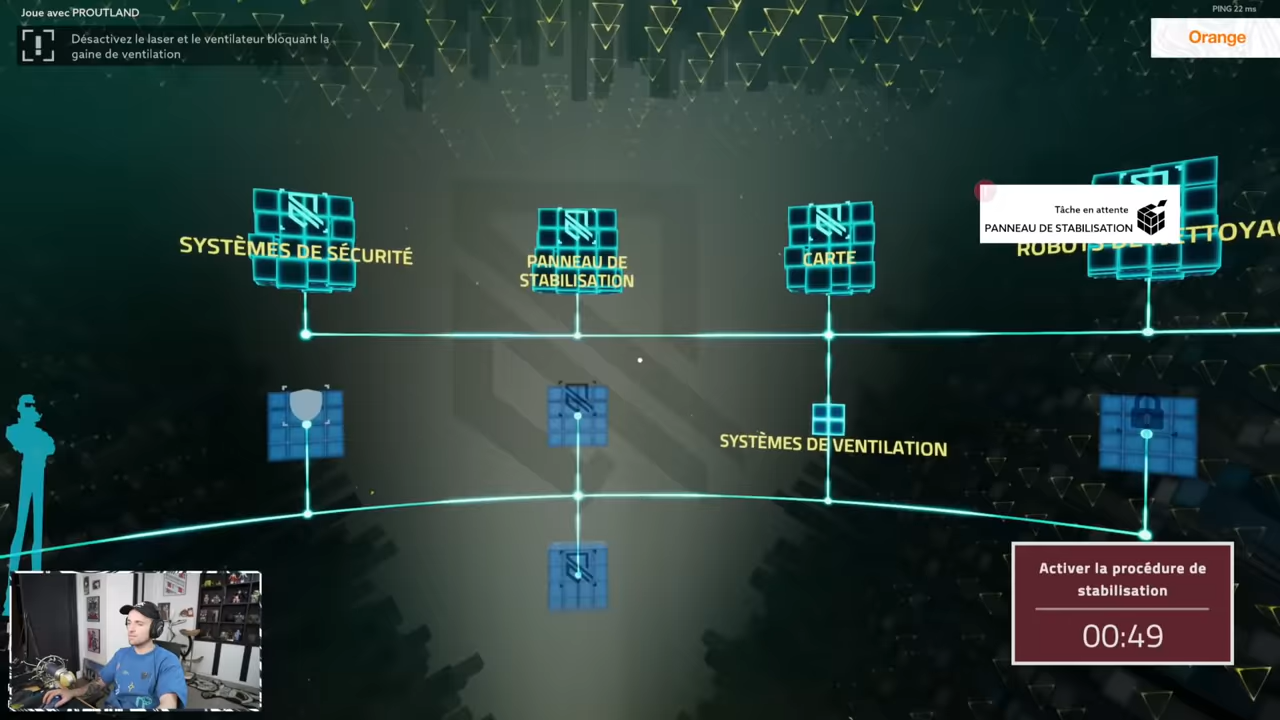 Joue avec PROUTLAND
Désactivez le laser et le ventilateur bloquant la
gaine de ventilation
PING 22 ms
Orange
Tâche en attente
PANNEAU DE STABILISATION
SYSTÈMES DE SÉCURITÉ
PANNEAU DE
STABILISATION
CARTE
SYSTÈMES DE VENTILATION
Activer la procédure de
stabilisation
00:49